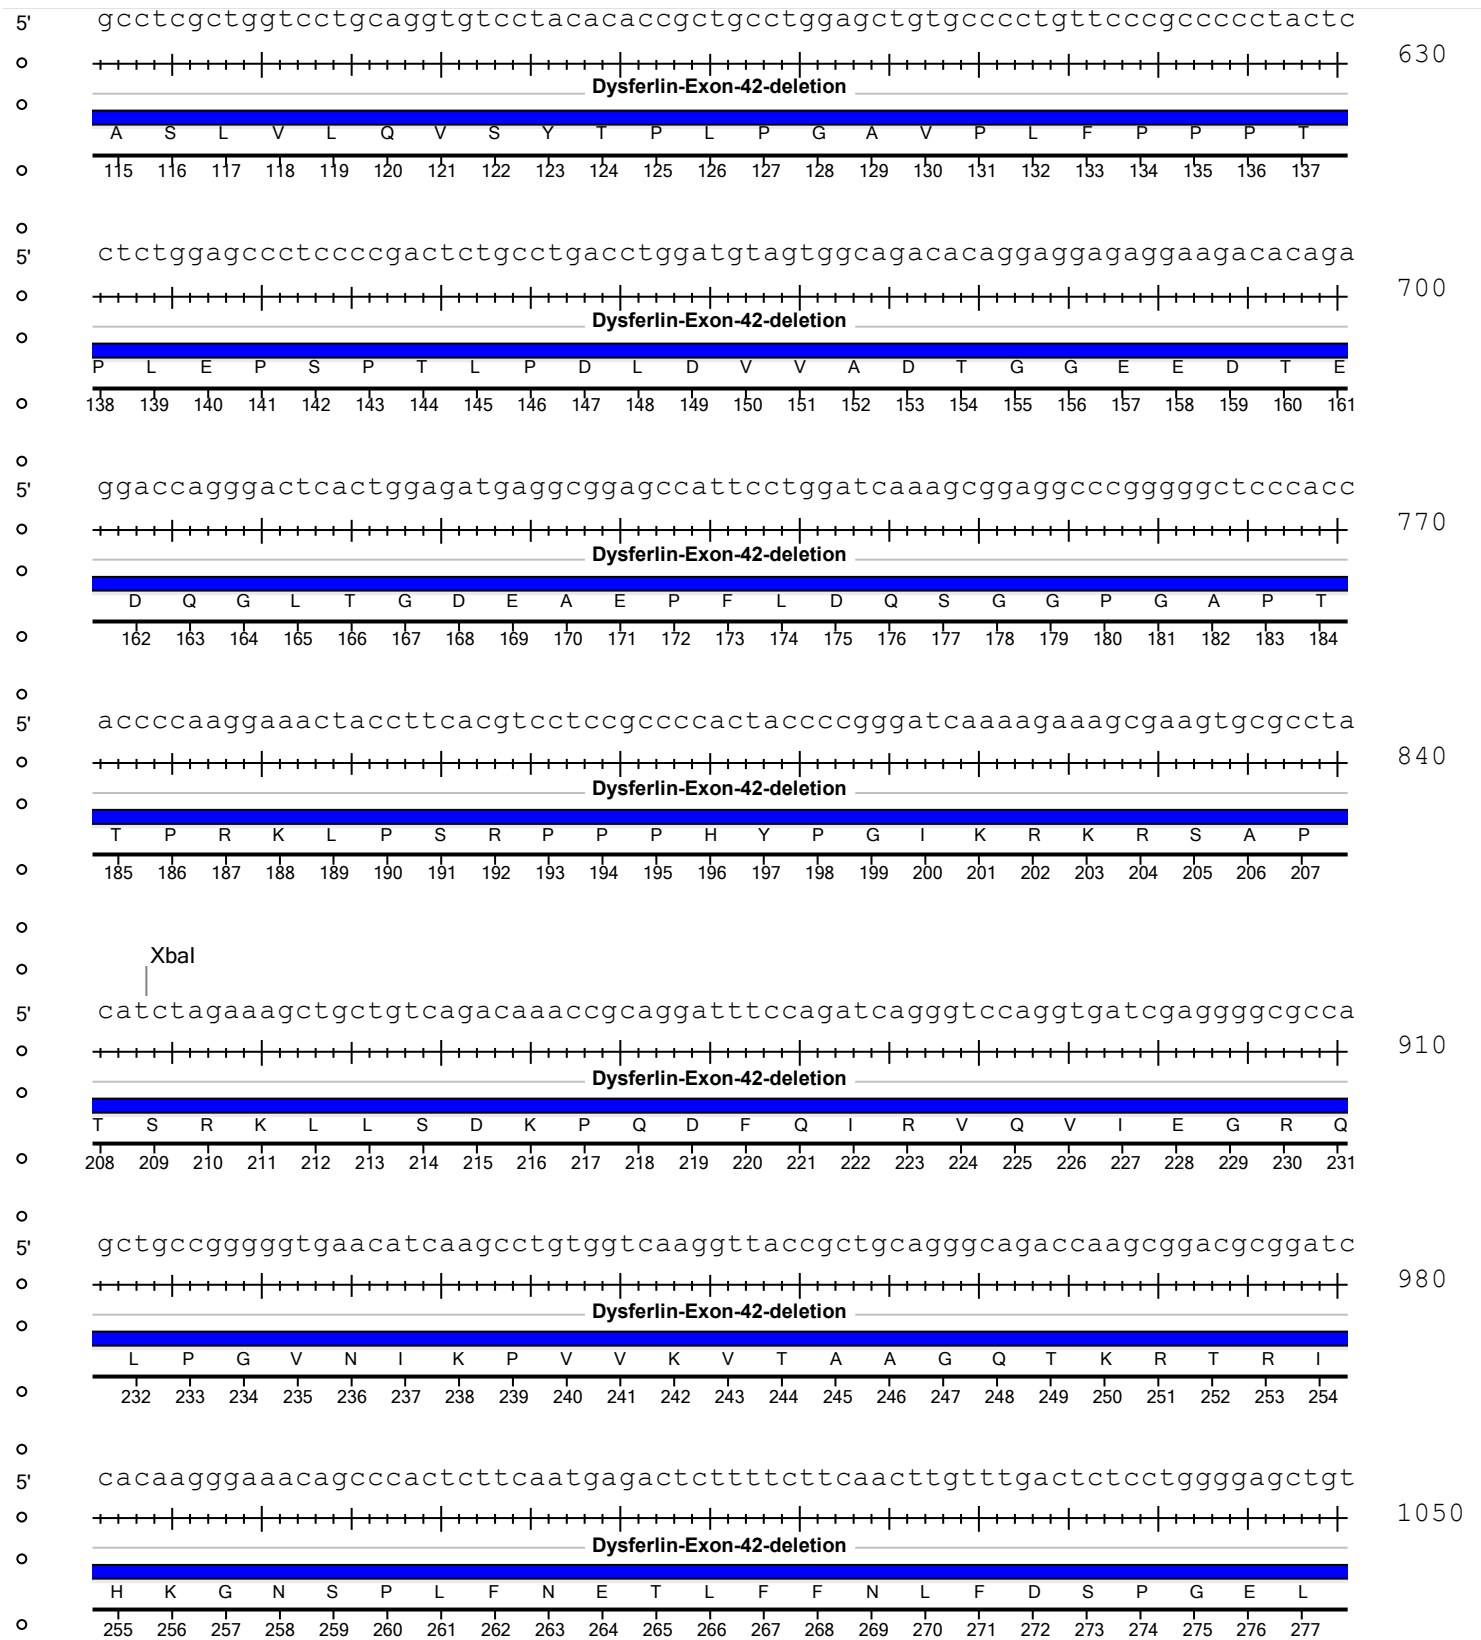 5' gcctcgctggtcctgcaggtgtcctacacaccgctgcctggagctgtgcccctgttcccgccccctactc
630
Dysferlin-Exon-42-deletion
A S L V L Q V S Y T P L P G A V P L F P P P T
115 116 117 118 119 120 121 122 123 124 125 126 127 128 129 130 131 132 133 134 135 136 137
5' ctctggagccctccccgactctgcctgacctggatgtagtggcagacacaggaggagaggaagacacaga
700
Dysferlin-Exon-42-deletion
P L E P S P T L P D L D V V A D T G G E E D T E
138 139 140 141 142 143 144 145 146 147 148 149 150 151 152 153 154 155 156 157 158 159 160 161
5' ggaccagggactcactggagatgaggcggagccattcctggatcaaagcggaggcccgggggctcccacc
770
Dysferlin-Exon-42-deletion
D Q G L T G D E A E P F L D Q S G G P G A P T
162 163 164 165 166 167 168 169 170 171 172 173 174 175 176 177 178 179 180 181 182 183 184
5' accccaaggaaactaccttcacgtcctccgccccactaccccgggatcaaaagaaagcgaagtgcgccta
840
Dysferlin-Exon-42-deletion
T P R K L P S R P P P H Y P G I K R K R S A P
185 186 187 188 189 190 191 192 193 194 195 196 197 198 199 200 201 202 203 204 205 206 207
XbaI
5' catctagaaagctgctgtcagacaaaccgcaggatttccagatcagggtccaggtgatcgaggggcgcca
910
Dysferlin-Exon-42-deletion
T S R K L L S D K P Q D F Q I R V Q V I E G R Q
208 209 210 211 212 213 214 215 216 217 218 219 220 221 222 223 224 225 226 227 228 229 230 231
5' gctgccgggggtgaacatcaagcctgtggtcaaggttaccgctgcagggcagaccaagcggacgcggatc
980
Dysferlin-Exon-42-deletion
L P G V N I K P V V K V T A A G Q T K R T R I
232 233 234 235 236 237 238 239 240 241 242 243 244 245 246 247 248 249 250 251 252 253 254
5' cacaagggaaacagcccactcttcaatgagactcttttcttcaacttgtttgactctcctggggagctgt
1050
Dysferlin-Exon-42-deletion
H K G N S P L F N E T L F F N L F D S P G E L
255 256 257 258 259 260 261 262 263 264 265 266 267 268 269 270 271 272 273 274 275 276 277